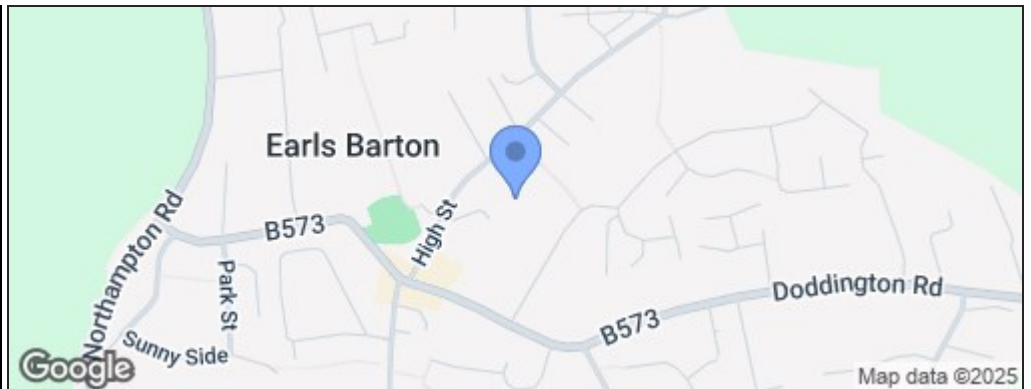 Earls Barton
Northampton Rd
B573
High St
Park St
Sunny Side
B573
Doddington Rd
Google
Map data ©2025